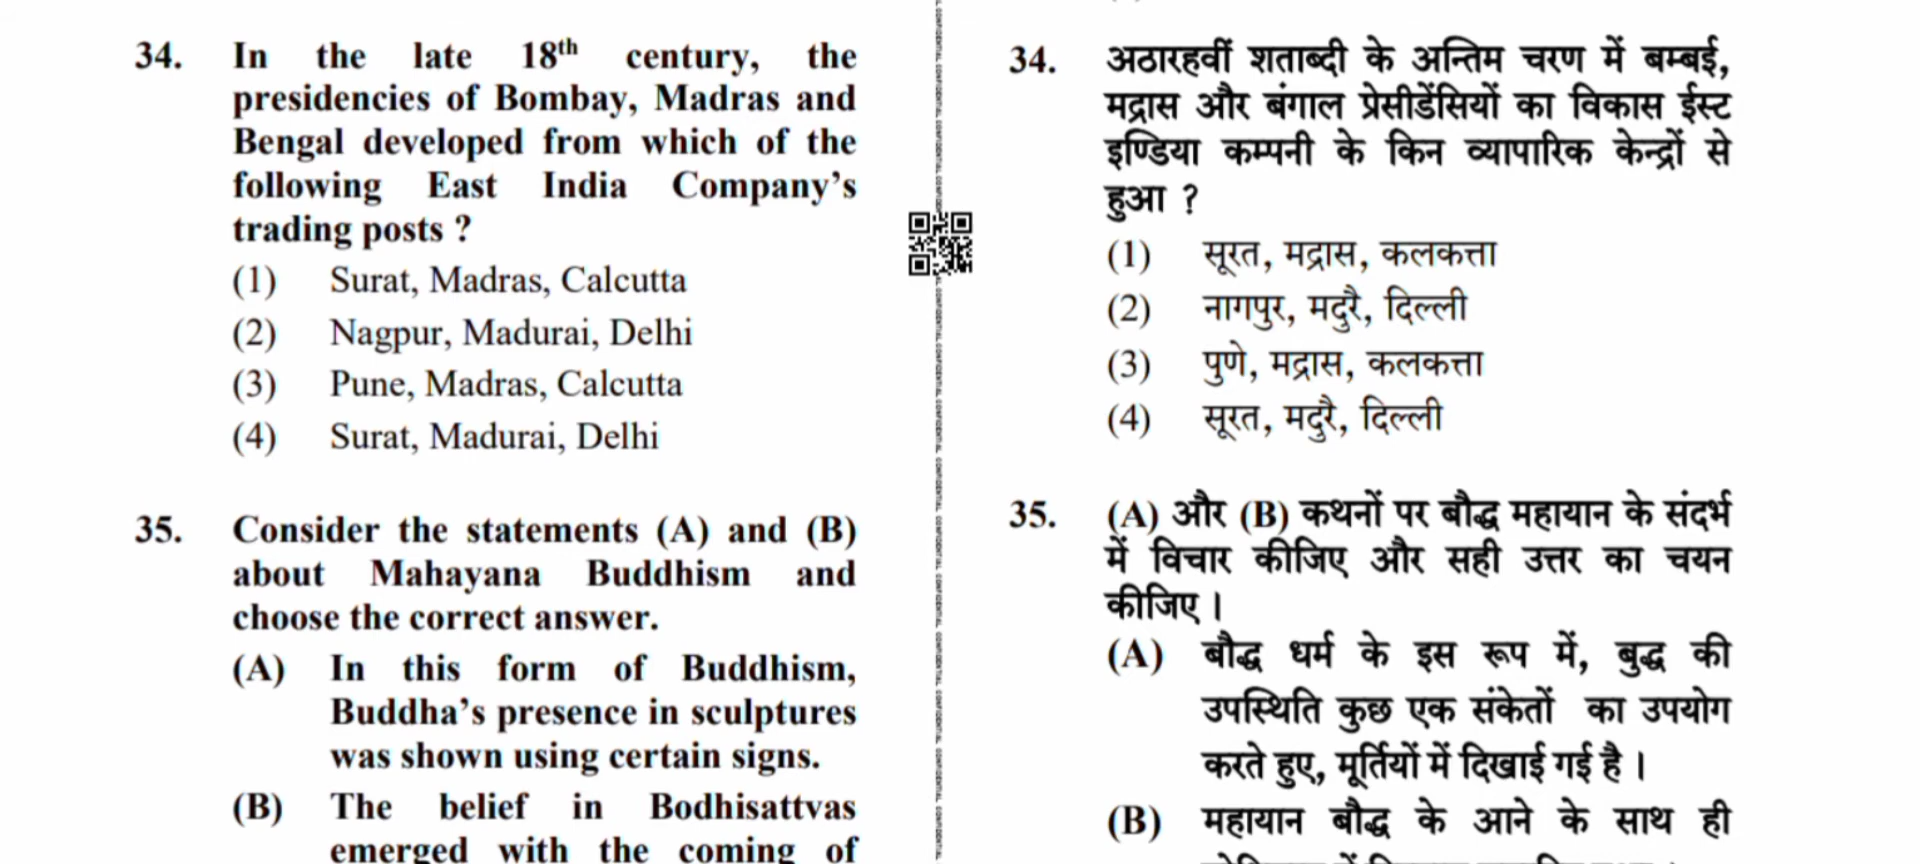 34. In the late 18th century, the
presidencies of Bombay, Madras and
Bengal developed from which of the
following East India Company's
trading posts ?
(1) Surat, Madras, Calcutta
(2) Nagpur, Madurai, Delhi
(3) Pune, Madras, Calcutta
(4) Surat, Madurai, Delhi
35. Consider the statements (A) and (B)
about Mahayana Buddhism and
choose the correct answer.
(A) In this form of Buddhism,
Buddha's presence in sculptures
was shown using certain signs.
(B) The belief in Bodhisattvas
emerged with the coming of
34. अठारहवीं शताब्दी के अन्तिम चरण में बम्बई,
मद्रास और बंगाल प्रेसीडेंसियों का विकास ईस्ट
इण्डिया कम्पनी के किन व्यापारिक केन्द्रों से
हुआ ?
(1) सूरत, मद्रास, कलकत्ता
(2) नागपुर, मदुरै, दिल्ली
(3) पुणे, मद्रास, कलकत्ता
(4) सूरत, मदुरै, दिल्ली
35. (A) और (B) कथनों पर बौद्ध महायान के संदर्भ
में विचार कीजिए और सही उत्तर का चयन
कीजिए ।
(A) बौद्ध धर्म के इस रूप में, बुद्ध की
उपस्थिति कुछ एक संकेतों का उपयोग
करते हुए, मूर्तियों में दिखाई गई है ।
(B) महायान बौद्ध के आने के साथ ही